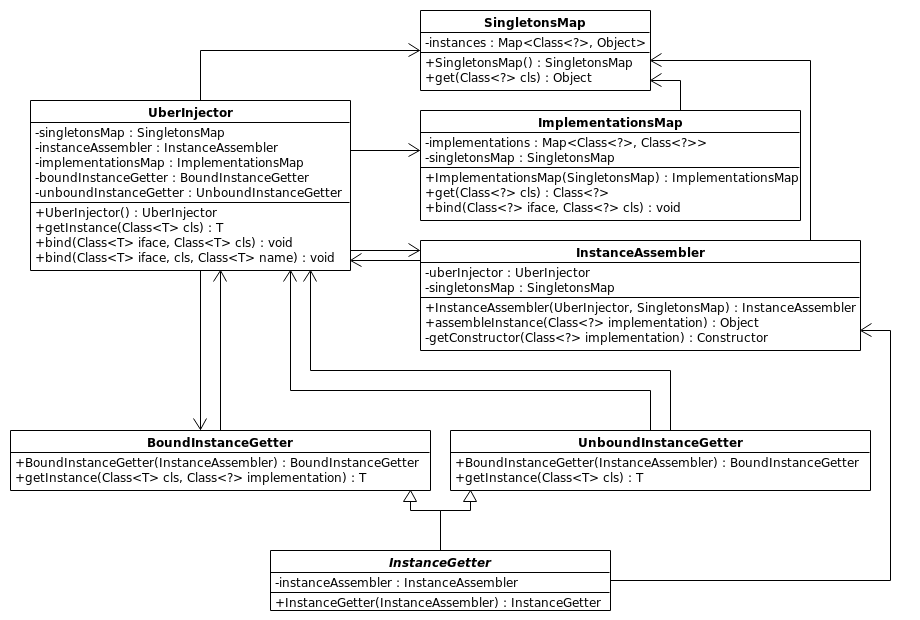 SingletonsMap
-instances : Map<Class<?>, Object>
+SingletonsMap() : SingletonsMap
+get(Class<?> cls) : Object
UberInjector
-singletonsMap : SingletonsMap
-instanceAssembler : InstanceAssembler
-implementationsMap : ImplementationsMap
-boundInstanceGetter : BoundInstanceGetter
-unboundInstanceGetter : UnboundInstanceGetter
+UberInjector() : UberInjector
+getInstance(Class<T> cls) : T
+bind(Class<T> iface, Class<T> cls) : void
+bind(Class<T> iface, cls, Class<T> name) : void
ImplementationsMap
-implementations : Map<Class<?>, Class<?>>
-singletonsMap : SingletonsMap
+ImplementationsMap(SingletonsMap) : ImplementationsMap
+get(Class<?> cls) : Class<?>
+bind(Class<?> iface, Class<?> cls) : void
InstanceAssembler
-uberInjector : UberInjector
-singletonsMap : SingletonsMap
+InstanceAssembler(UberInjector, SingletonsMap) : InstanceAssembler
+assembleInstance(Class<?> implementation) : Object
-getConstructor(Class<?> implementation) : Constructor
BoundInstanceGetter
+BoundInstanceGetter(InstanceAssembler) : BoundInstanceGetter
+getInstance(Class<T> cls, Class<?> implementation) : T
UnboundInstanceGetter
+BoundInstanceGetter(InstanceAssembler) : BoundInstanceGetter
+getInstance(Class<T> cls) : T
InstanceGetter
-instanceAssembler : InstanceAssembler
+InstanceGetter(InstanceAssembler) : InstanceGetter